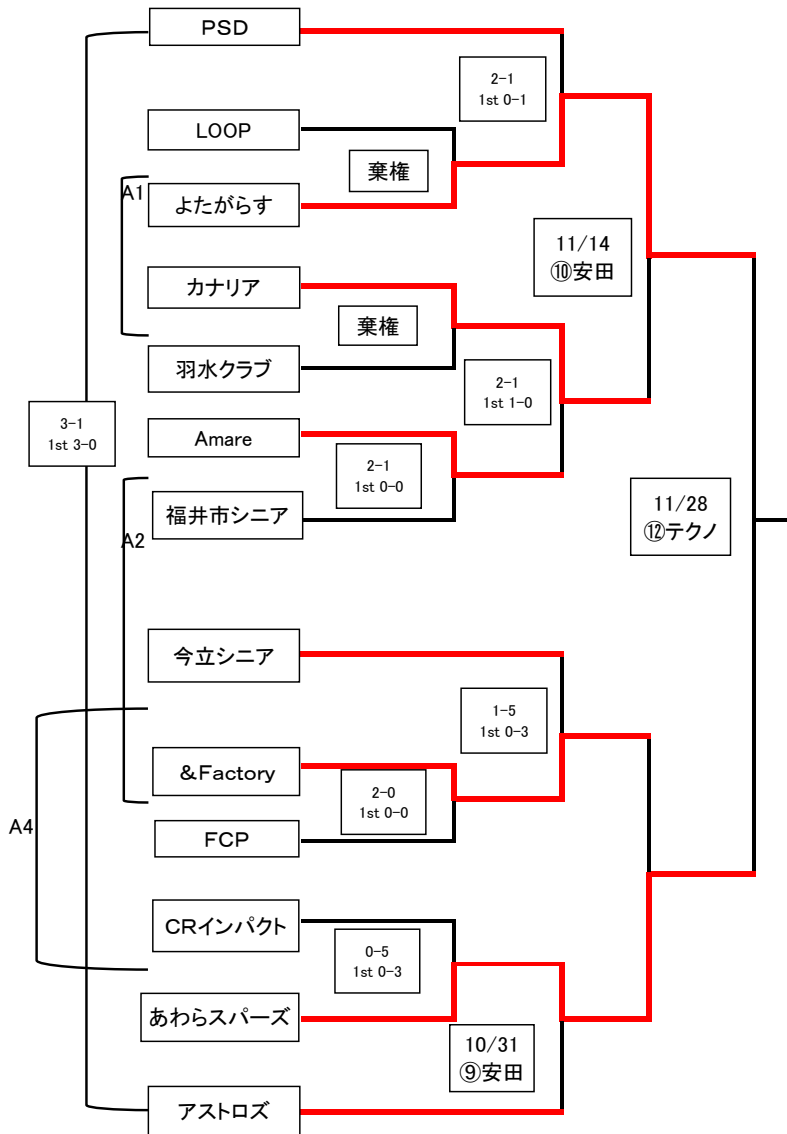 PSD
2-1
1st 0-1
LOOP
棄権
A1
よたがらす
11/14
⑩安田
カナリア
棄権
羽水クラブ
2-1
1st 1-0
3-1
1st 3-0
Amare
2-1
1st 0-0
福井市シニア
11/28
⑫テクノ
A2
今立シニア
1-5
1st 0-3
&Factory
2-0
1st 0-0
A4
FCP
CRインパクト
0-5
1st 0-3
あわらスパーズ
10/31
⑨安田
アストロズ